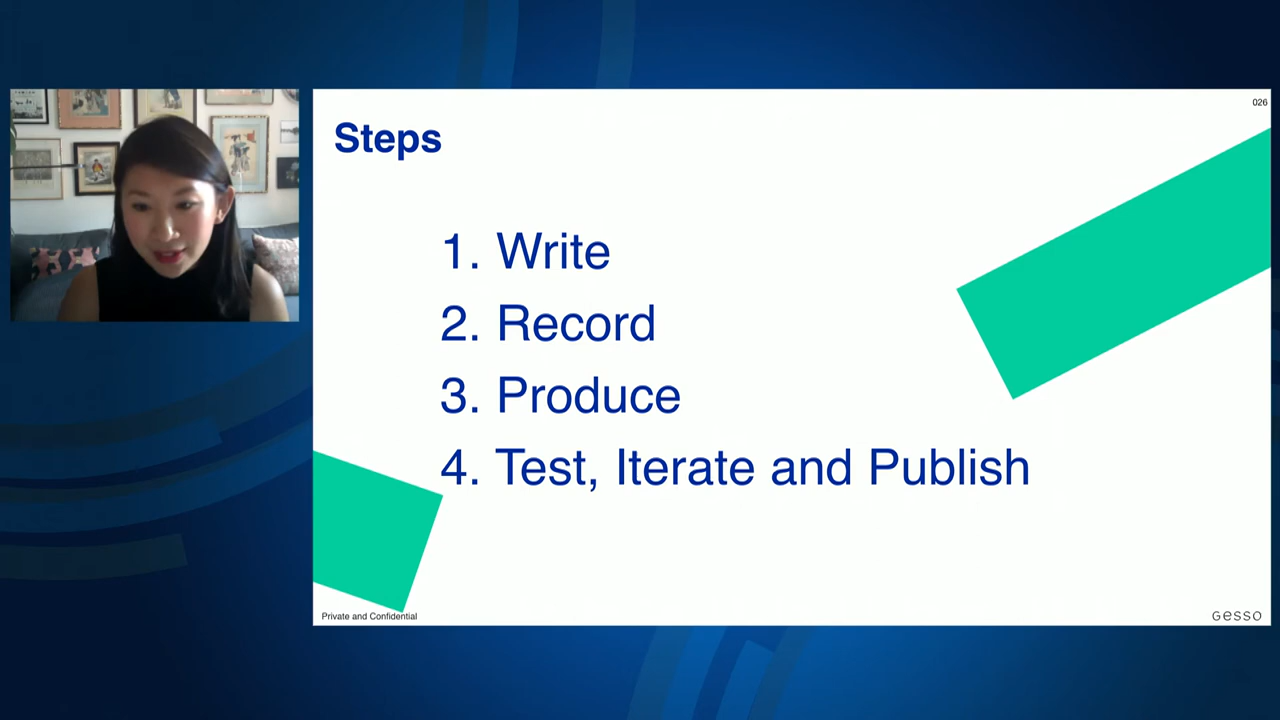 026
Steps
1. Write
2. Record
3. Produce
4. Test, Iterate and Publish
Private and Confidential
Gesso